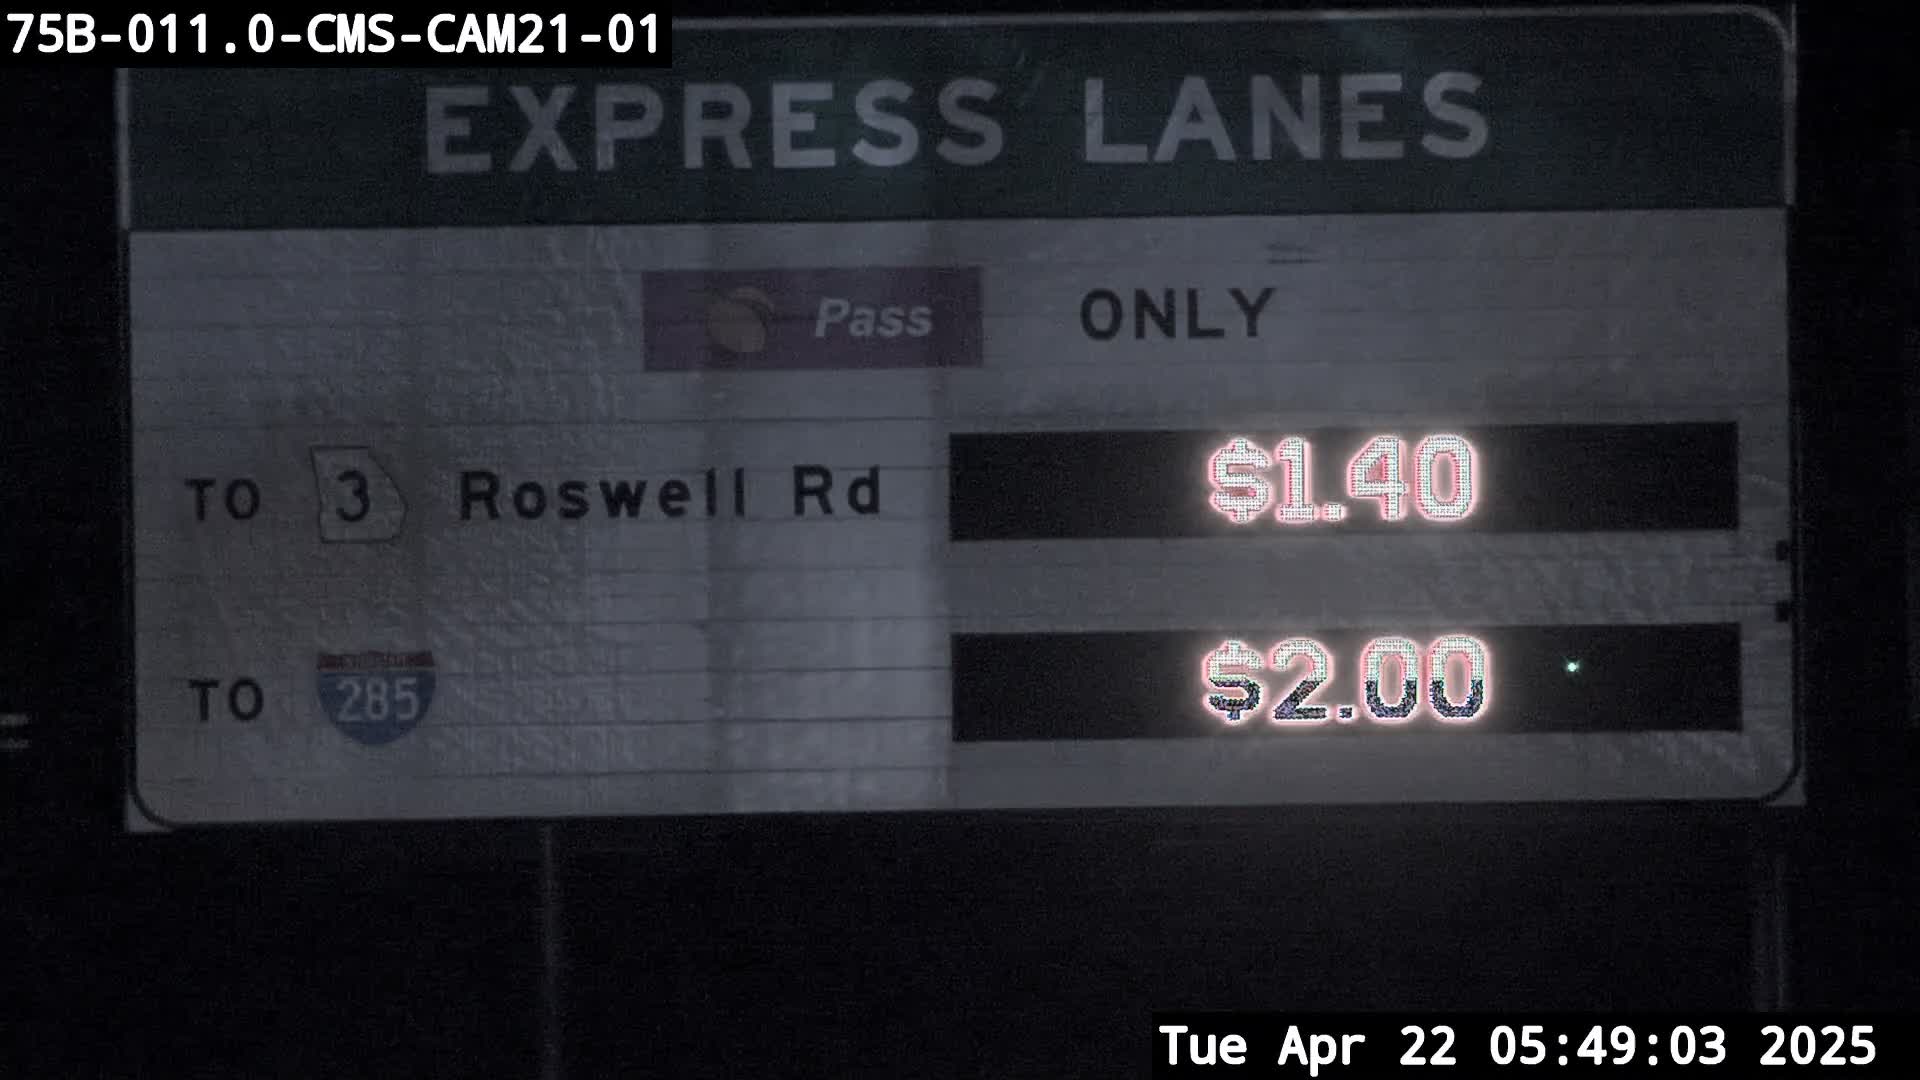 75B-011.0-CMS-CAM21-01
EXPRESS LANES
Pass ONLY
TO 3 Roswell Rd $1.40
TO 285 $2.00
Tue Apr 22 05:49:03 2025